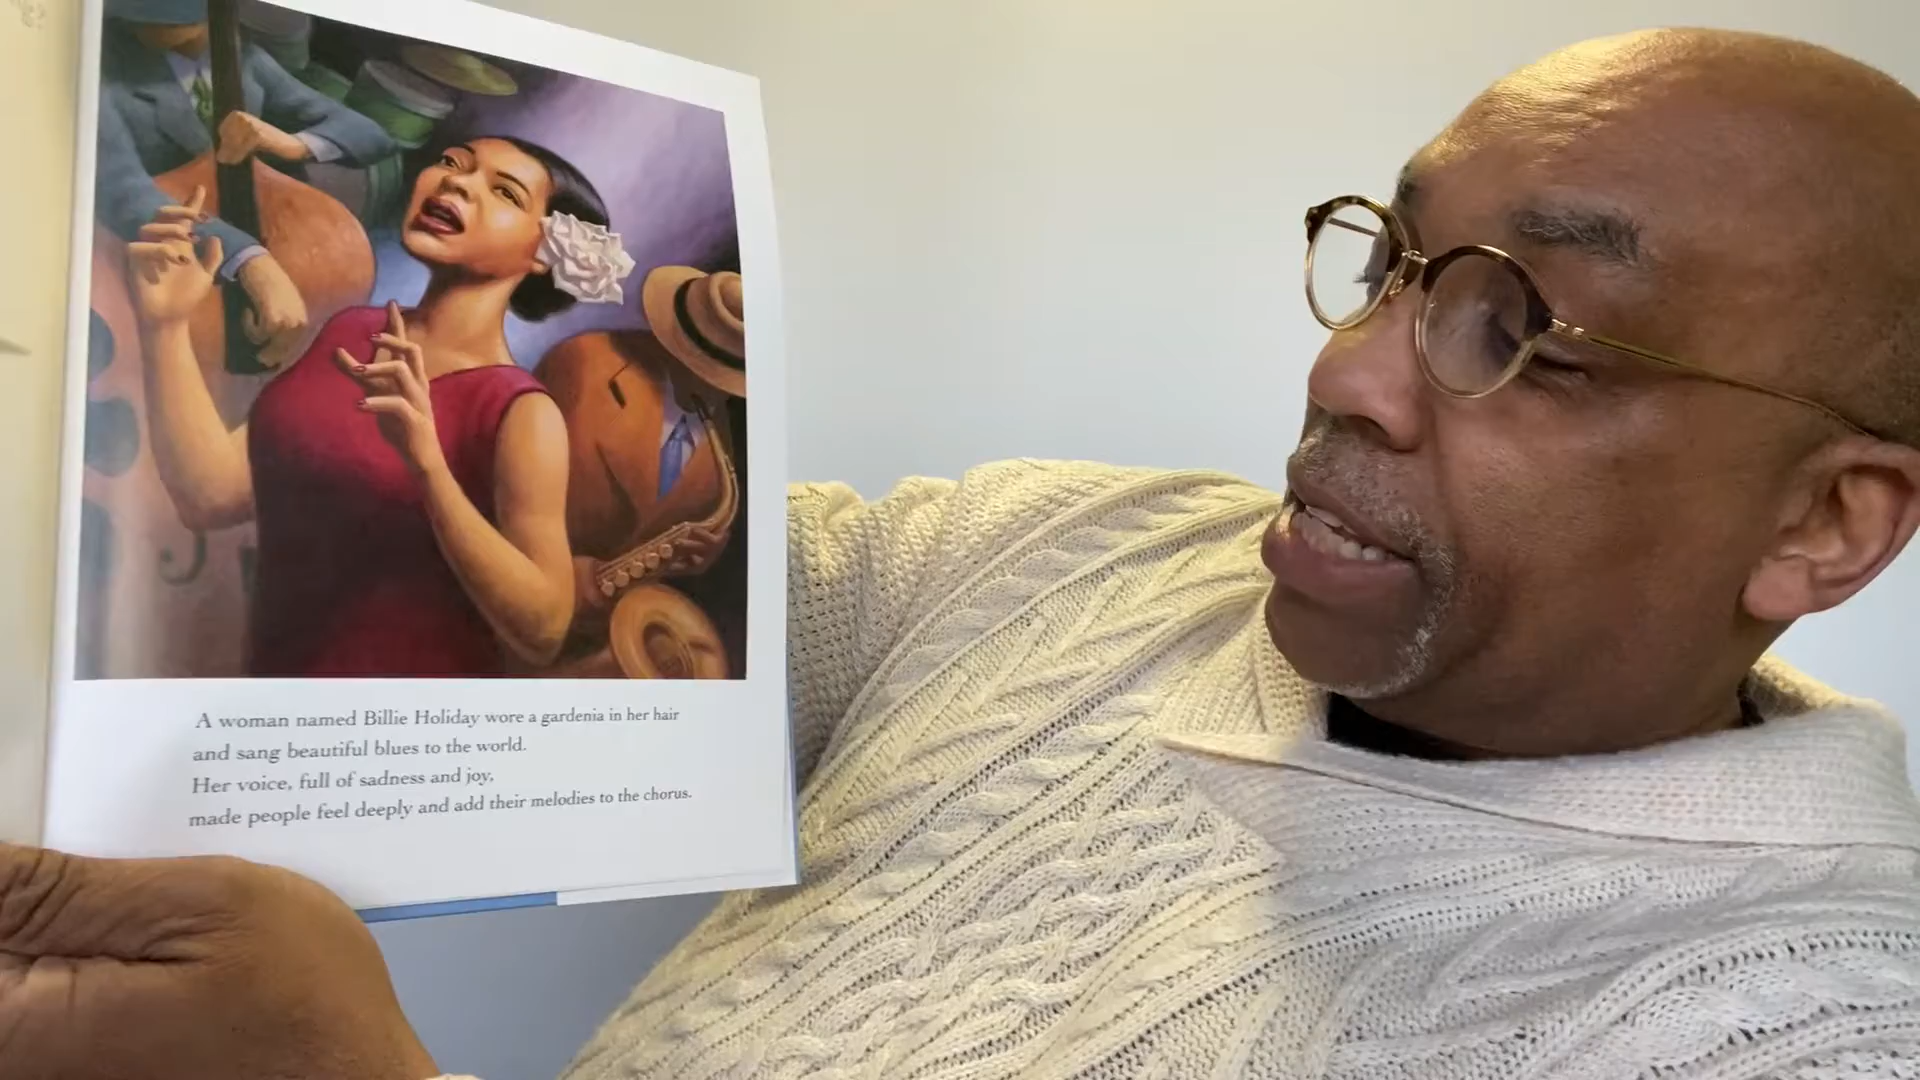 A woman named Billie Holiday wore a gardenia in her hair
and sang beautiful blues to the world.
Her voice, full of sadness and joy,
made people feel deeply and add their melodies to the chorus.